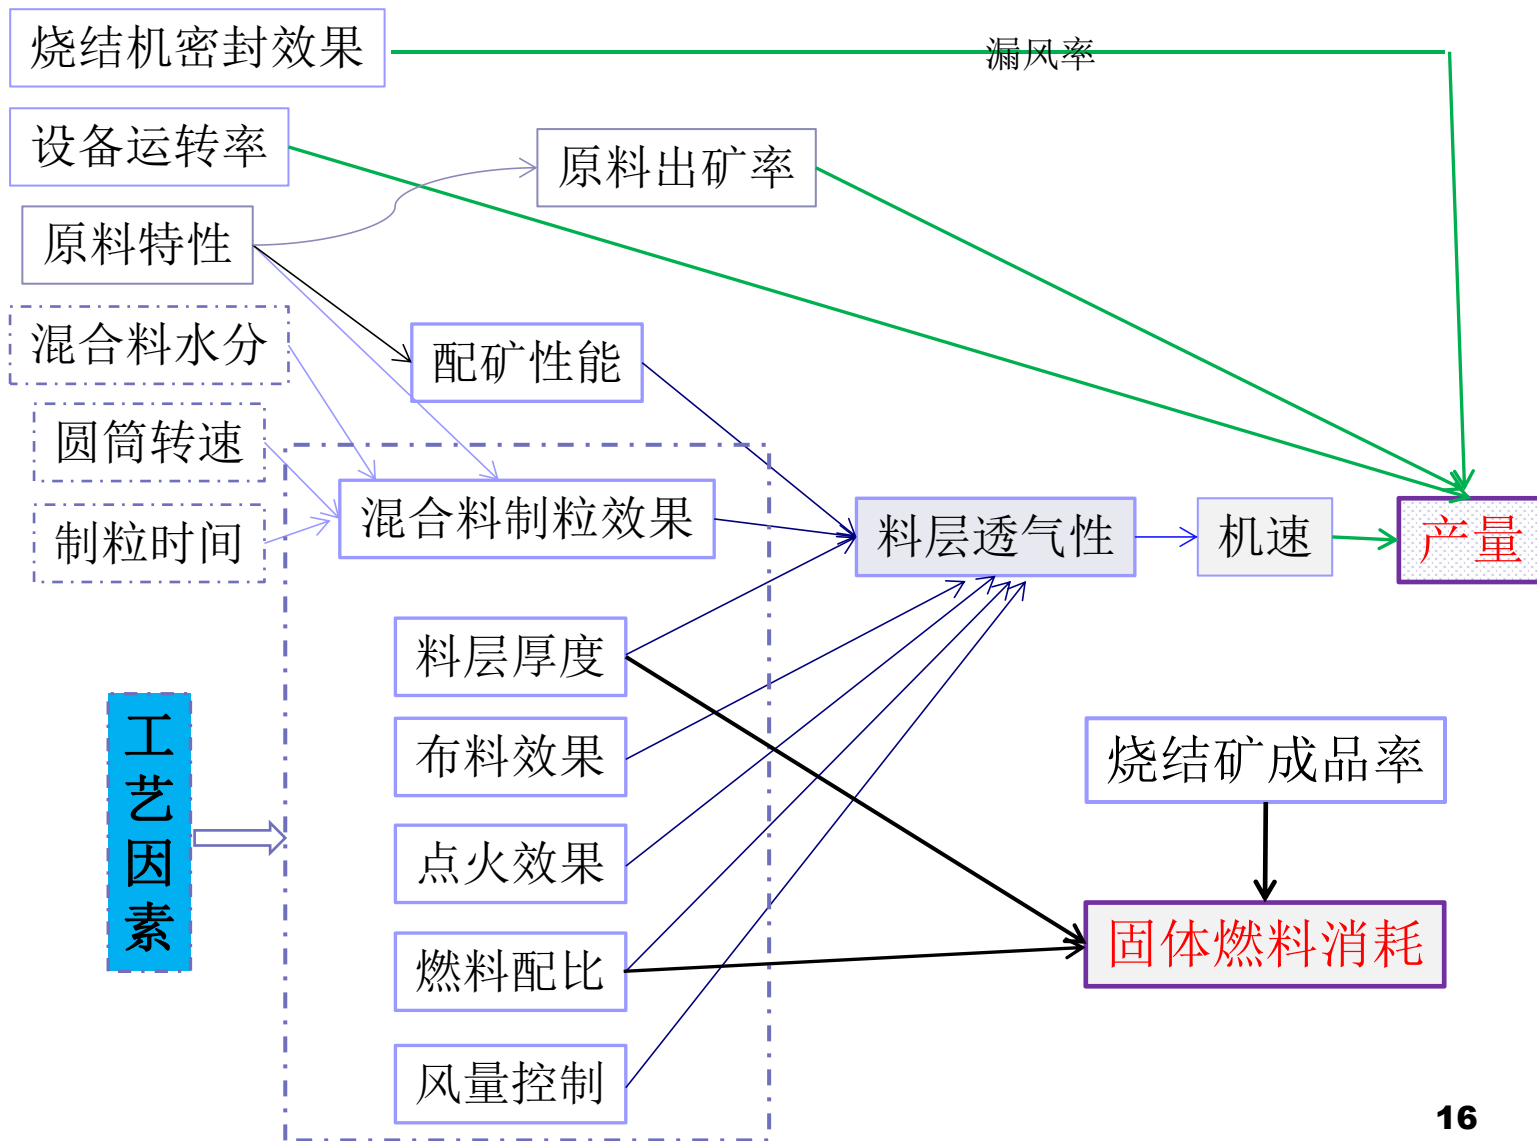 烧结机密封效果
漏风率
设备运转率
原料出矿率
原料特性
混合料水分
配矿性能
圆筒转速
混合料制粒效果
制粒时间
料层透气性
机速
产量
料层厚度
工艺因素
布料效果
烧结矿成品率
点火效果
燃料配比
固体燃料消耗
风量控制
16